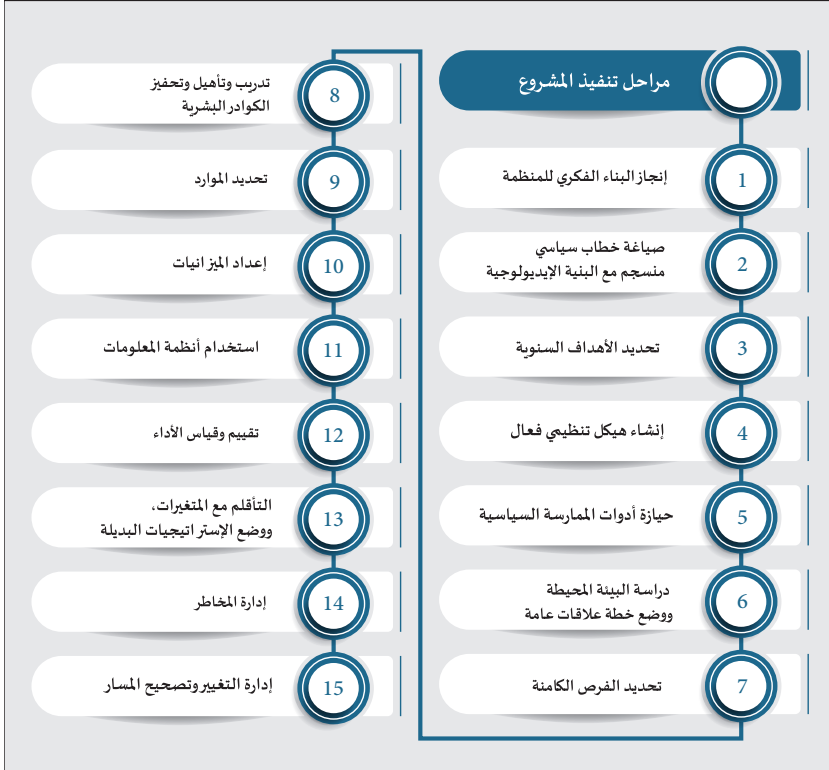 مراحل تنفيذ المشروع
1
إنجاز البناء الفكري للمنظمة
2
صياغة خطاب سياسي
منسجم مع البنية الإيديولوجية
3
تحديد الأهداف السنوية
4
إنشاء هيكل تنظيمي فعال
5
حيازة أدوات الممارسة السياسية
6
دراسة البيئة المحيطة
ووضع خطة علاقات عامة
7
تحديد الفرص الكامنة
8
تدريب وتأهيل وتحفيز
الكوادر البشرية
9
تحديد الموارد
10
إعداد الميزانيات
11
استخدام أنظمة المعلومات
12
تقييم وقياس الأداء
13
التأقلم مع المتغيرات،
ووضع الإستراتيجيات البديلة
14
إدارة المخاطر
15
إدارة التغيير وتصحيح المسار